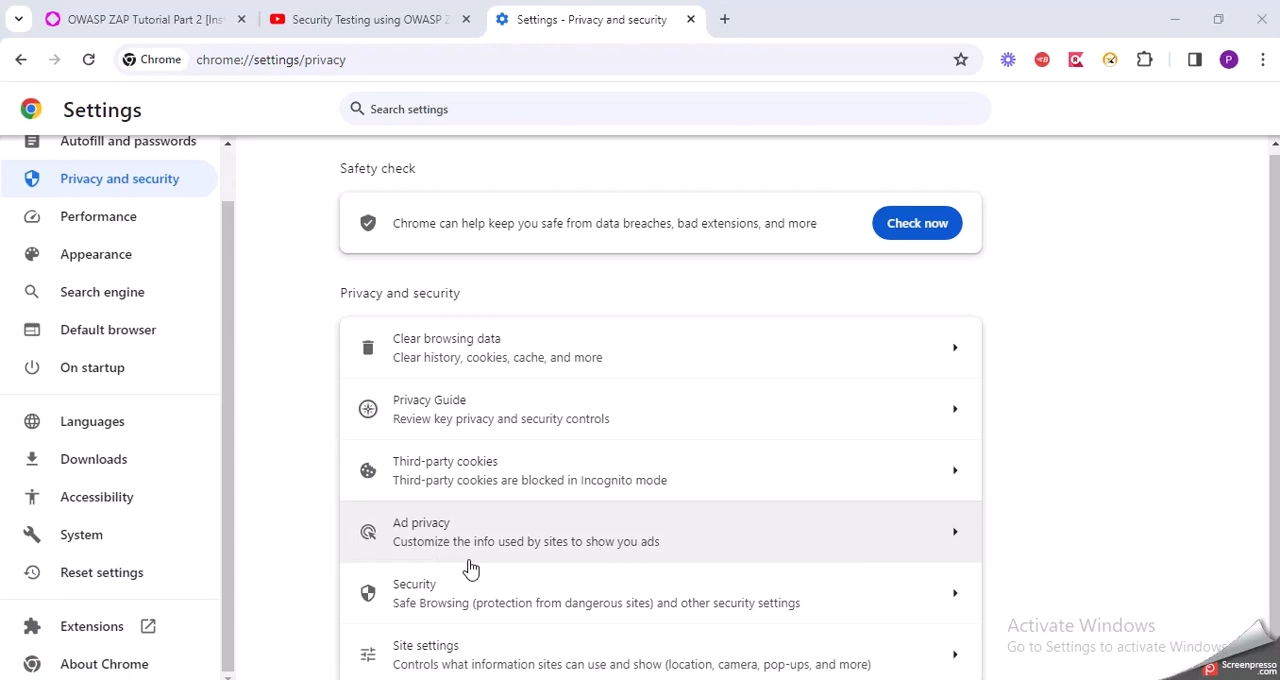 OWASP ZAP Tutorial Part 2 [Inst
Security Testing using OWASP Z
Settings - Privacy and security
Chrome
chrome://settings/privacy
P
Settings
Search settings
Autofill and passwords
Privacy and security
Performance
Appearance
Search engine
Default browser
On startup
Languages
Downloads
Accessibility
System
Reset settings
Extensions
About Chrome
Safety check
Chrome can help keep you safe from data breaches, bad extensions, and more
Check now
Privacy and security
Clear browsing data
Clear history, cookies, cache, and more
Privacy Guide
Review key privacy and security controls
Third-party cookies
Third-party cookies are blocked in Incognito mode
Ad privacy
Customize the info used by sites to show you ads
Security
Safe Browsing (protection from dangerous sites) and other security settings
Site settings
Controls what information sites can use and show (location, camera, pop-ups, and more)
Activate Windows
Go to Settings to activate Windows
Screenpresso
.com